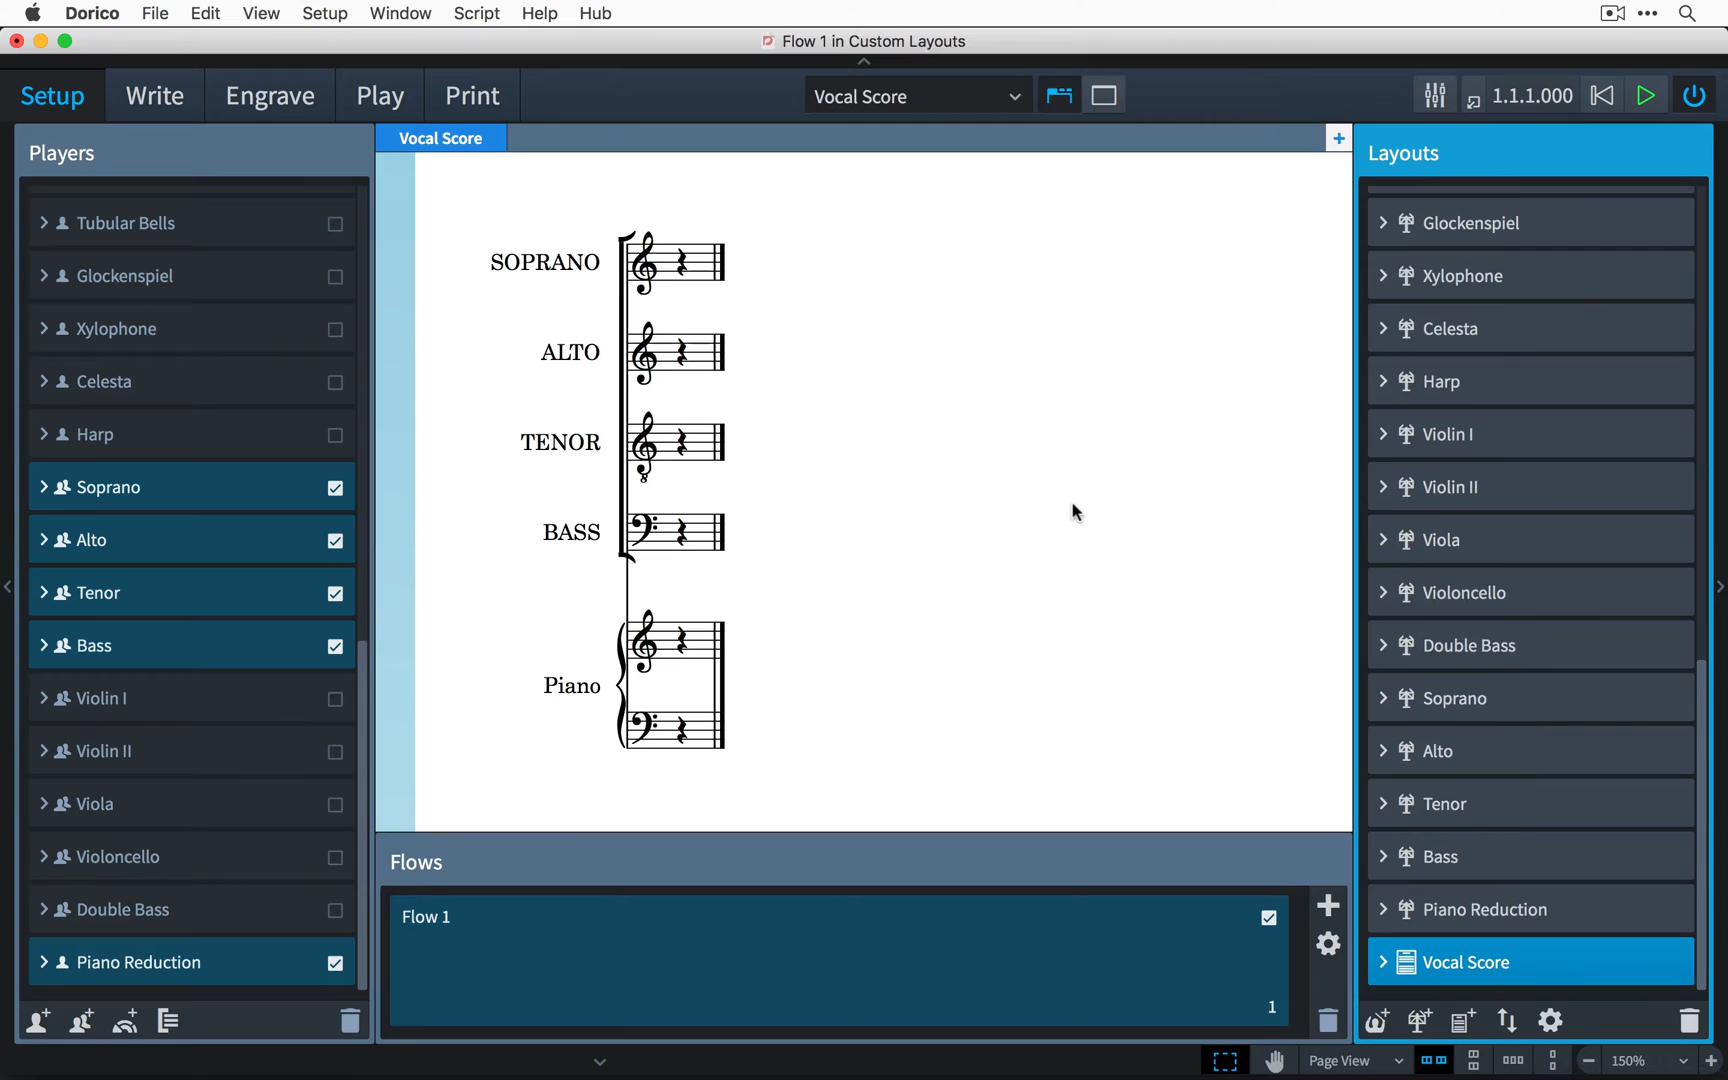 Dorico File Edit View Setup Window Script Help Hub
Flow 1 in Custom Layouts
Setup Write Engrave Play Print
Vocal Score
1.1.1.000
Players
Tubular Bells
Glockenspiel
Xylophone
Celesta
Harp
Soprano
Alto
Tenor
Bass
Violin I
Violin II
Viola
Violoncello
Double Bass
Piano Reduction
Vocal Score
SOPRANO
ALTO
TENOR
8
BASS
Piano
Flows
Flow 1
1
Layouts
Glockenspiel
Xylophone
Celesta
Harp
Violin I
Violin II
Viola
Violoncello
Double Bass
Soprano
Alto
Tenor
Bass
Piano Reduction
Vocal Score
Page View
150%